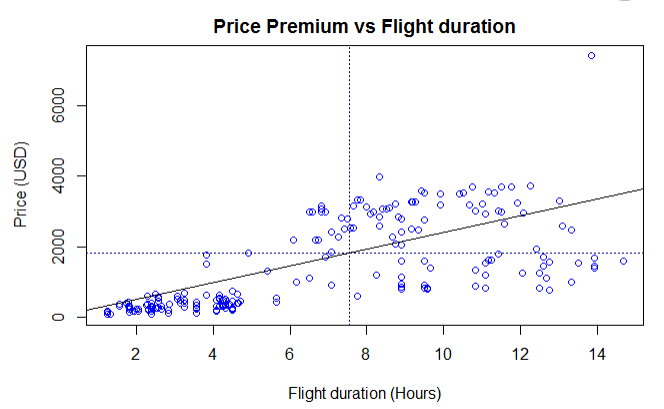 Price Premium vs Flight duration
Price (USD)
6000
4000
2000
0
2 4 6 8 10 12 14
Flight duration (Hours)